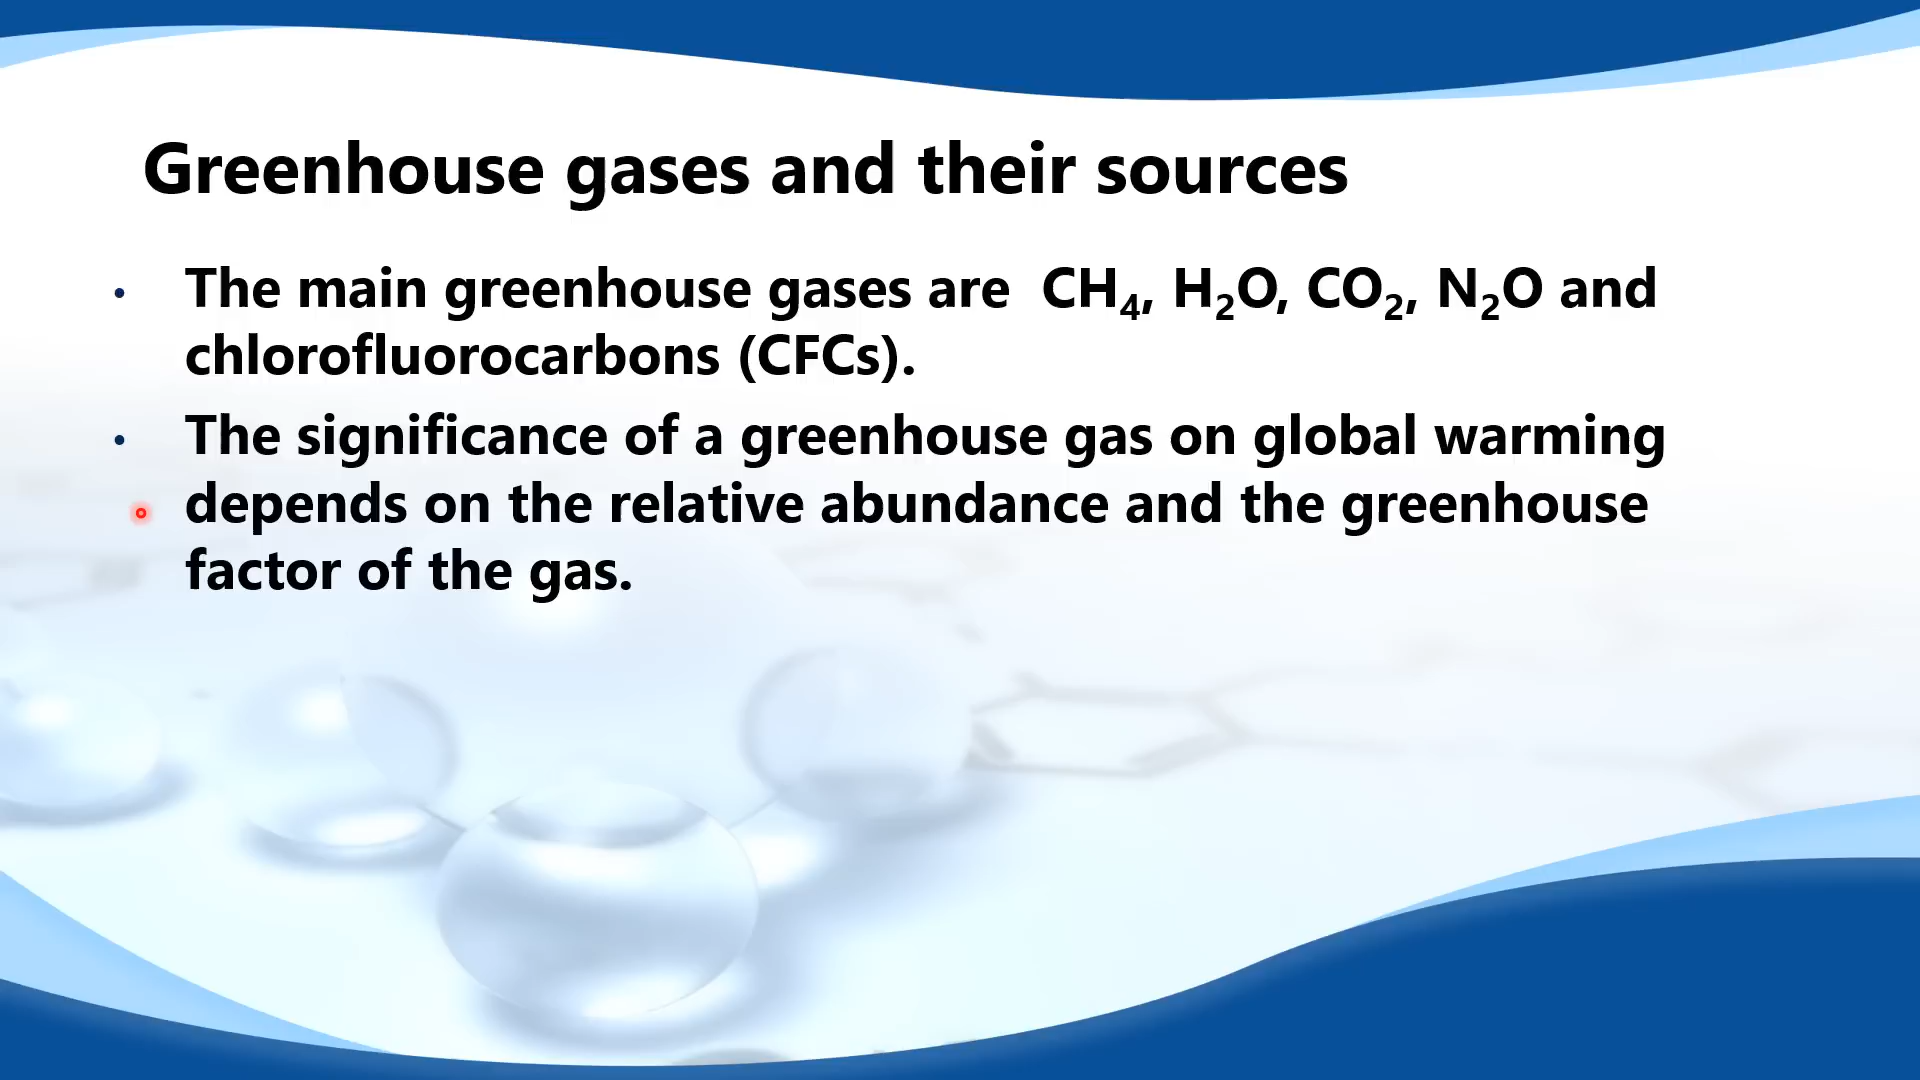 Greenhouse gases and their sources
• The main greenhouse gases are CH₄, H₂O, CO₂, N₂O and
chlorofluorocarbons (CFCs).
• The significance of a greenhouse gas on global warming
depends on the relative abundance and the greenhouse
factor of the gas.